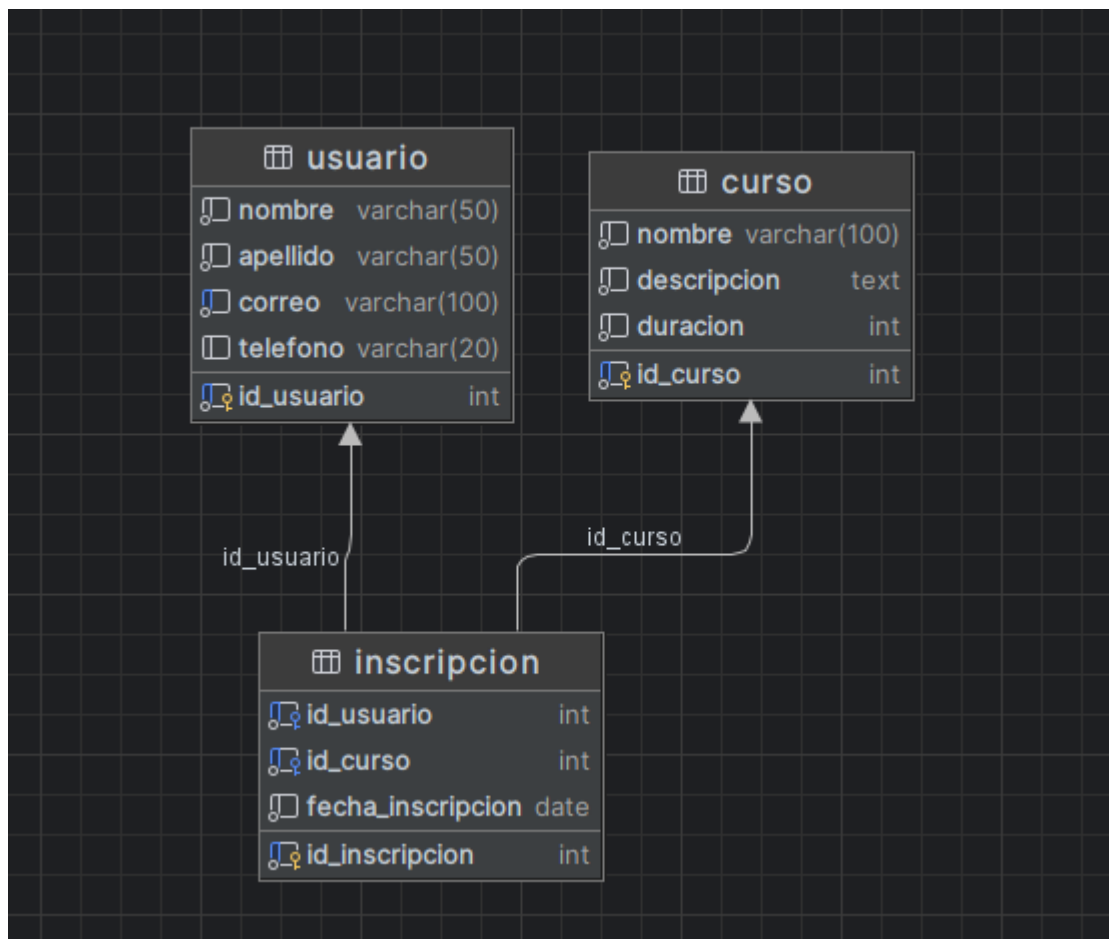 usuario
nombre varchar(50)
apellido varchar(50)
correo varchar(100)
telefono varchar(20)
id_usuario int
curso
nombre varchar(100)
descripcion text
duracion int
id_curso int
id_usuario
id_curso
inscripcion
id_usuario int
id_curso int
fecha_inscripcion date
id_inscripcion int